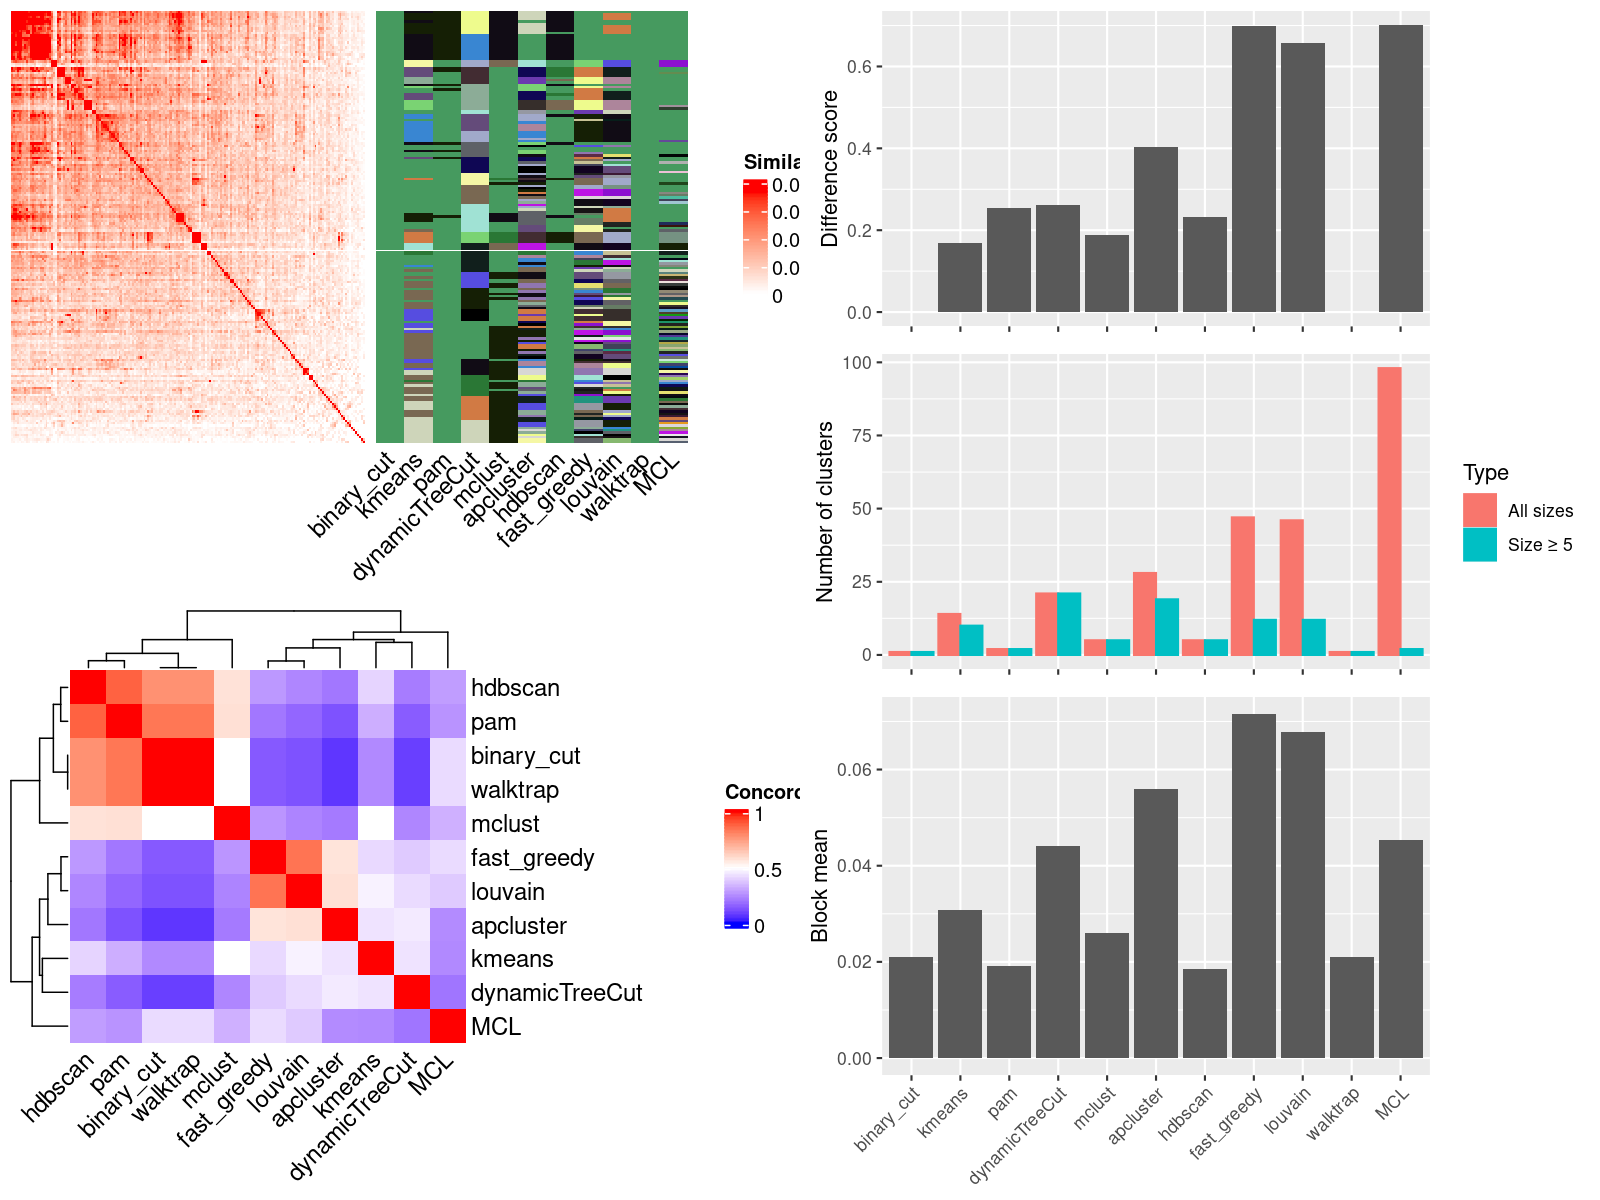 Simila
0.0
0.0
0.0
0.0
0
binary_cut
kmeans
pam
dynamicTreeCut
mclust
apcluster
hdbscan
fast_greedy
louvain
walktrap
MCL
hdbscan
pam
binary_cut
walktrap
mclust
fast_greedy
louvain
apcluster
kmeans
dynamicTreeCut
MCL
hdbscan
pam
binary_cut
walktrap
mclust
fast_greedy
louvain
apcluster
kmeans
dynamicTreeCut
MCL
Concord
1
0.5
0
Difference score
0.6
0.4
0.2
0.0
Number of clusters
100
75
50
25
0
Type
All sizes
Size ≥ 5
Block mean
0.06
0.04
0.02
0.00
binary_cut
kmeans
pam
dynamicTreeCut
mclust
apcluster
hdbscan
fast_greedy
louvain
walktrap
MCL